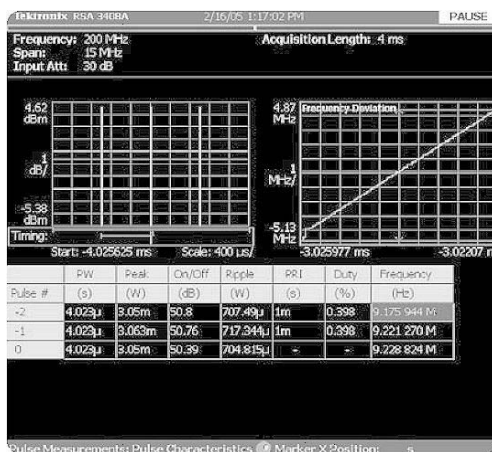 Tektronix RSA 3408A 2/16/05 1:17:02 PM PAUSE
Frequency: 200 MHz Acquisition Length: 4 ms
Span: 15 MHz
Input Att: 30 dB
4.62 dBm
1 dB/
-5.38 dBm
4.87 MHz
Frequency Deviation
1 MHz/
-5.13 MHz
Timing:
Start: -4.025625 ms Scale: 400 µs/
-3.025977 ms -3.02207
PW Peak On/Off Ripple PRI Duty Frequency
Pulse # (s) (W) (dB) (W) (s) (%) (Hz)
-2 4.023µ 3.05m 50.8 707.49µ 1m 0.398 9.175 944 M
-1 4.023µ 3.063m 50.76 717.344µ 1m 0.398 9.221 270 M
0 4.023µ 3.05m 50.39 704.815µ - - 9.228 824 M
Pulse Measurements: Pulse Characteristics Marker X Position: s